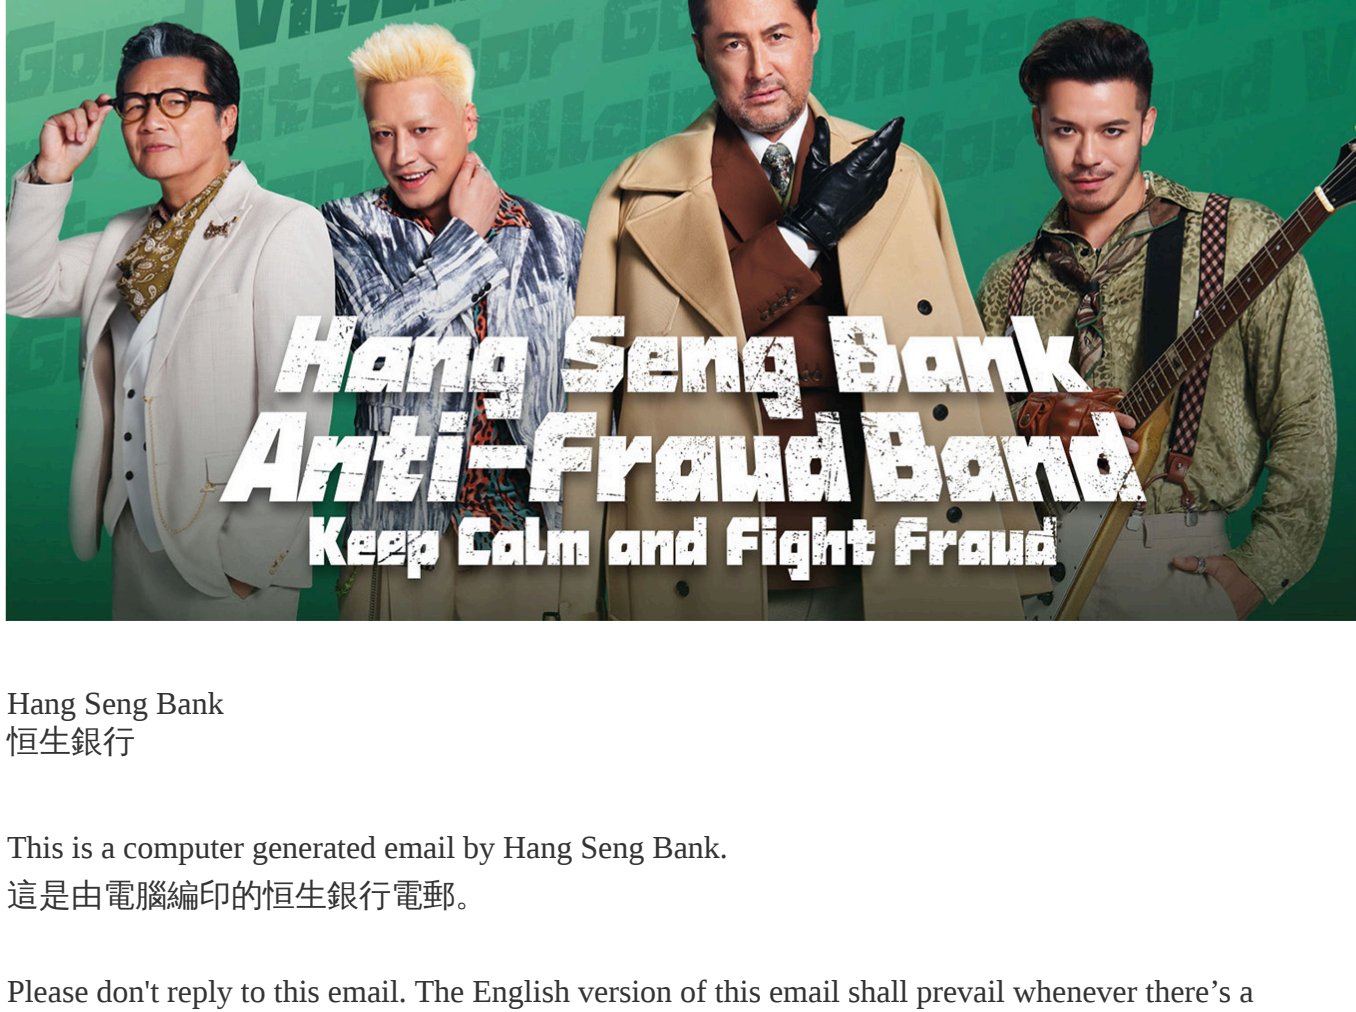 Hang Seng Bank
Anti-Fraud Band
Keep Calm and Fight Fraud
Hang Seng Bank
恒生銀行
This is a computer generated email by Hang Seng Bank.
這是由電腦編印的恒生銀行電郵。
Please don't reply to this email. The English version of this email shall prevail whenever there’s a